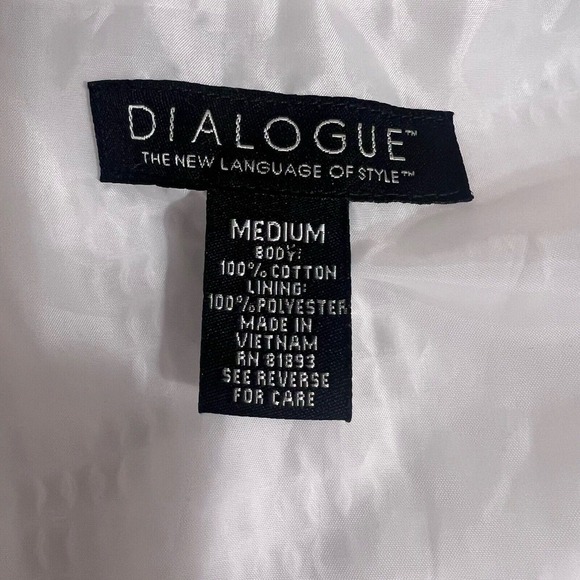 DIALOGUE™
THE NEW LANGUAGE OF STYLE™
MEDIUM
BODY:
100% COTTON
LINING:
100% POLYESTER
MADE IN
VIETNAM
RN 81893
SEE REVERSE
FOR CARE